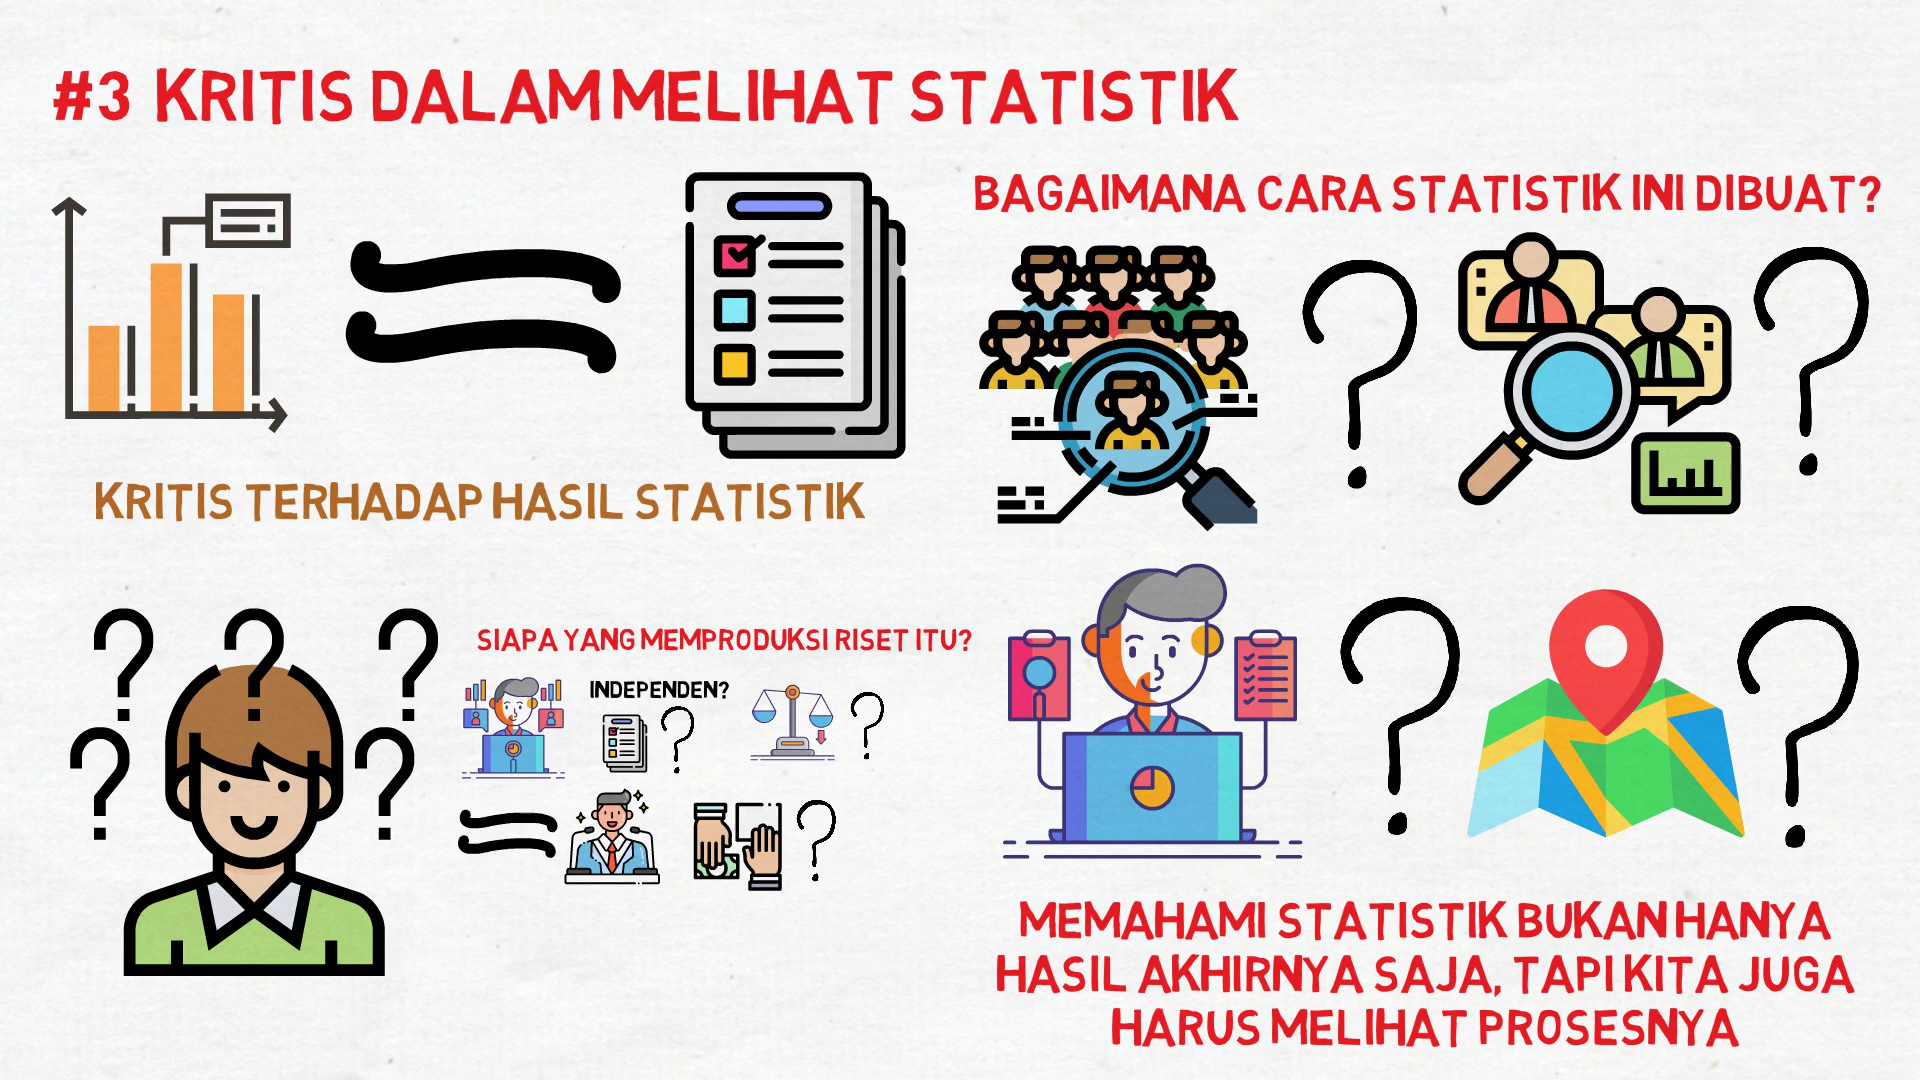 #3 KRITIS DALAM MELIHAT STATISTIK
BAGAIMANA CARA STATISTIK INI DIBUAT?
KRITIS TERHADAP HASIL STATISTIK
SIAPA YANG MEMPRODUKSI RISET ITU?
INDEPENDEN?
MEMAHAMI STATISTIK BUKAN HANYA
HASIL AKHIRNYA SAJA, TAPI KITA JUGA
HARUS MELIHAT PROSESNYA